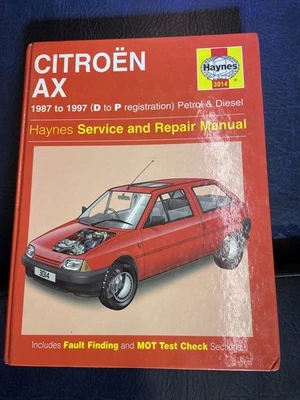 CITROËN
AX
Haynes
3014
1987 to 1997 (D to P registration) Petrol & Diesel
Haynes Service and Repair Manual
3014
Includes Fault Finding and MOT Test Check Sections